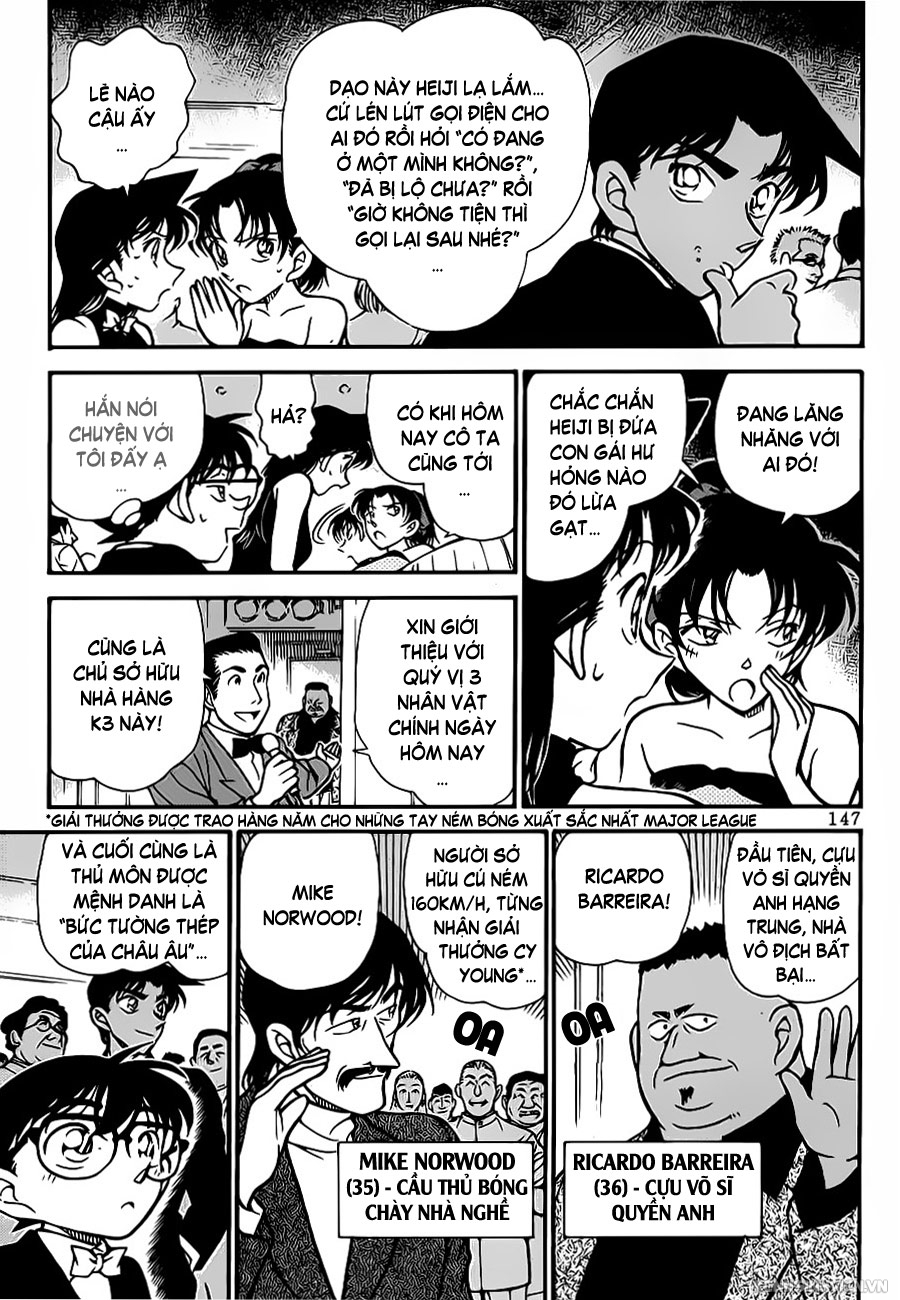 DẠO NÀY HEIJI LẠ LẮM...
CỨ LÉN LÚT GỌI ĐIỆN CHO
AI ĐÓ RỒI HỎI "CÓ ĐANG
Ở MỘT MÌNH KHÔNG?",
"ĐÃ BỊ LỘ CHƯA?" RỒI
"GIỜ KHÔNG TIỆN THÌ
GỌI LẠI SAU NHÉ?"
...
LẼ NÀO
CẬU ẤY
...
ĐANG LĂNG
NHĂNG VỚI
AI ĐÓ!
CHẮC CHẮN
HEIJI BỊ ĐỨA
CON GÁI HƯ
HỎNG NÀO
ĐÓ LỪA
GẠT...
CÓ KHI HÔM
NAY CÔ TA
CŨNG TỚI
...
HẢ?
HẮN NÓI
CHUYỆN VỚI
TÔI ĐẤY Ạ
...
XIN GIỚI
THIỆU VỚI
QUÝ VỊ 3
NHÂN VẬT
CHÍNH NGÀY
HÔM NAY
...
CŨNG LÀ
CHỦ SỞ HỮU
NHÀ HÀNG
K3 NÀY!
*GIẢI THƯỞNG ĐƯỢC TRAO HÀNG NĂM CHO NHỮNG TAY NÉM BÓNG XUẤT SẮC NHẤT MAJOR LEAGUE
147
ĐẦU TIÊN, CỰU
VÕ SĨ QUYỀN
ANH HẠNG
TRUNG, NHÀ
VÔ ĐỊCH BẤT
BẠI...
RICARDO
BARREIRA!
OA
RICARDO BARREIRA
(36) - CỰU VÕ SĨ
QUYỀN ANH
NGƯỜI SỞ
HỮU CÚ NÉM
160KM/H, TỪNG
NHẬN GIẢI
THƯỞNG CY
YOUNG*...
MIKE
NORWOOD!
OA
MIKE NORWOOD
(35) - CẦU THỦ BÓNG
CHÀY NHÀ NGHỀ
VÀ CUỐI CÙNG LÀ
THỦ MÔN ĐƯỢC
MỆNH DANH LÀ
"BỨC TƯỜNG THÉP
CỦA CHÂU ÂU"...